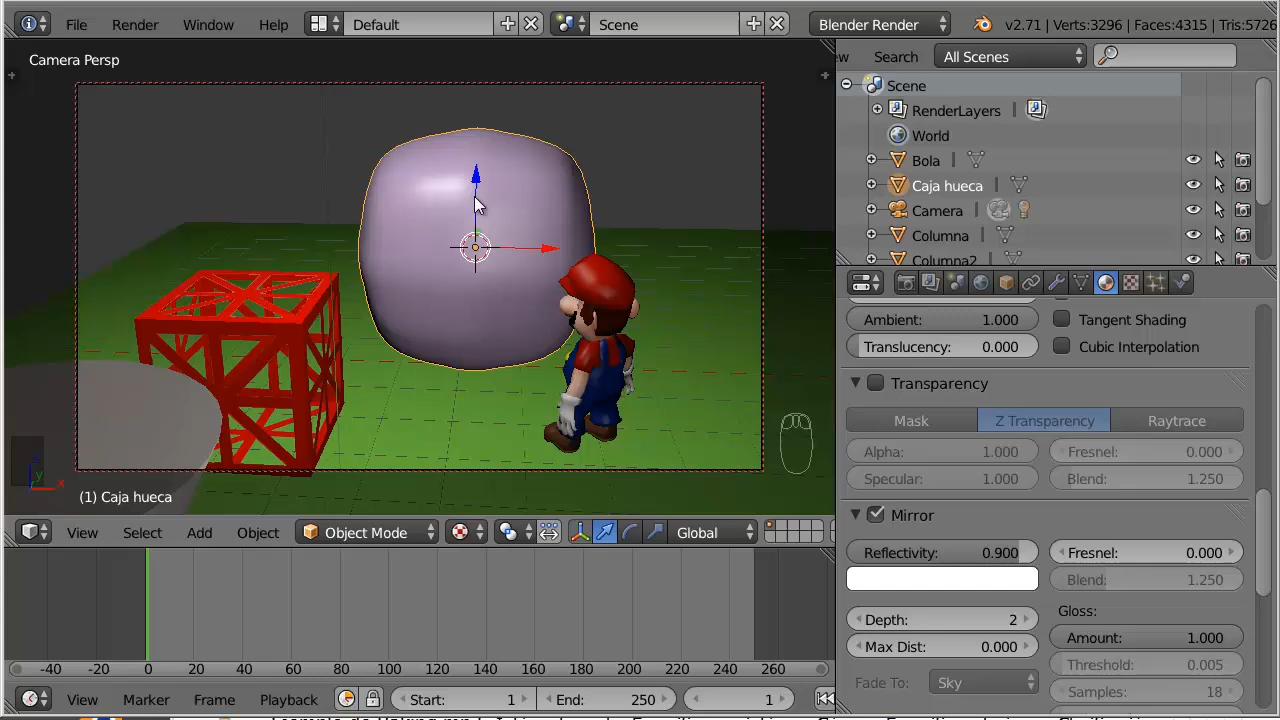 File Render Window Help Default Scene Blender Render v2.71 | Verts:3296 | Faces:4315 | Tris:5726
Camera Persp
ew Search All Scenes
Scene
RenderLayers
World
Bola
Caja hueca
Camera
Columna
Columna2
Ambient: 1.000 Tangent Shading
Translucency: 0.000 Cubic Interpolation
Transparency
Mask Z Transparency Raytrace
Alpha: 1.000 Fresnel: 0.000
Specular: 1.000 Blend: 1.250
z
y
x
(1) Caja hueca
Mirror
View Select Add Object Object Mode Global
Reflectivity: 0.900 Fresnel: 0.000
Blend: 1.250
Gloss:
Depth: 2
Amount: 1.000
Max Dist: 0.000
Threshold: 0.005
Fade To: Sky
Samples: 18
-40 -20 0 20 40 60 80 100 120 140 160 180 200 220 240 260
View Marker Frame Playback Start: 1 End: 250 1